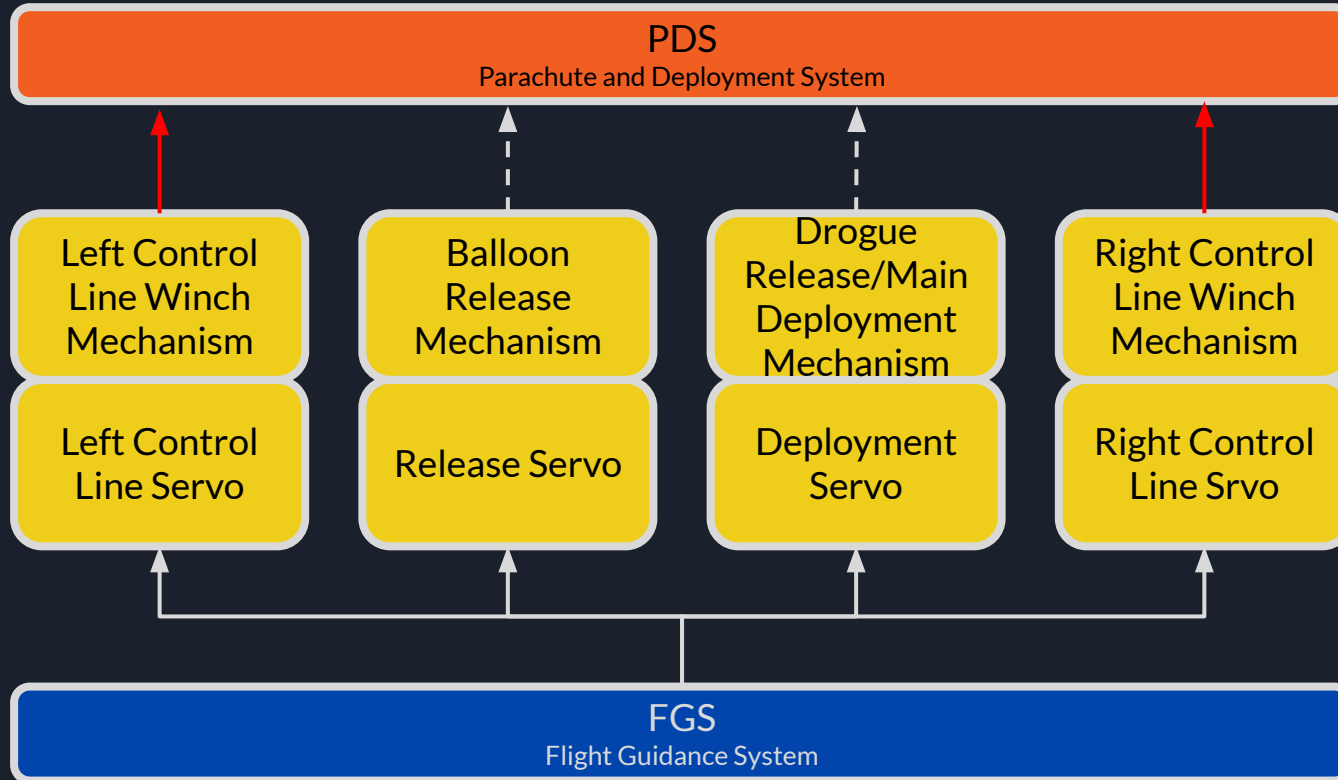 PDS
Parachute and Deployment System
Left Control
Line Winch
Mechanism
Balloon
Release
Mechanism
Drogue
Release/Main
Deployment
Mechanism
Right Control
Line Winch
Mechanism
Left Control
Line Servo
Release Servo
Deployment
Servo
Right Control
Line Srvo
FGS
Flight Guidance System